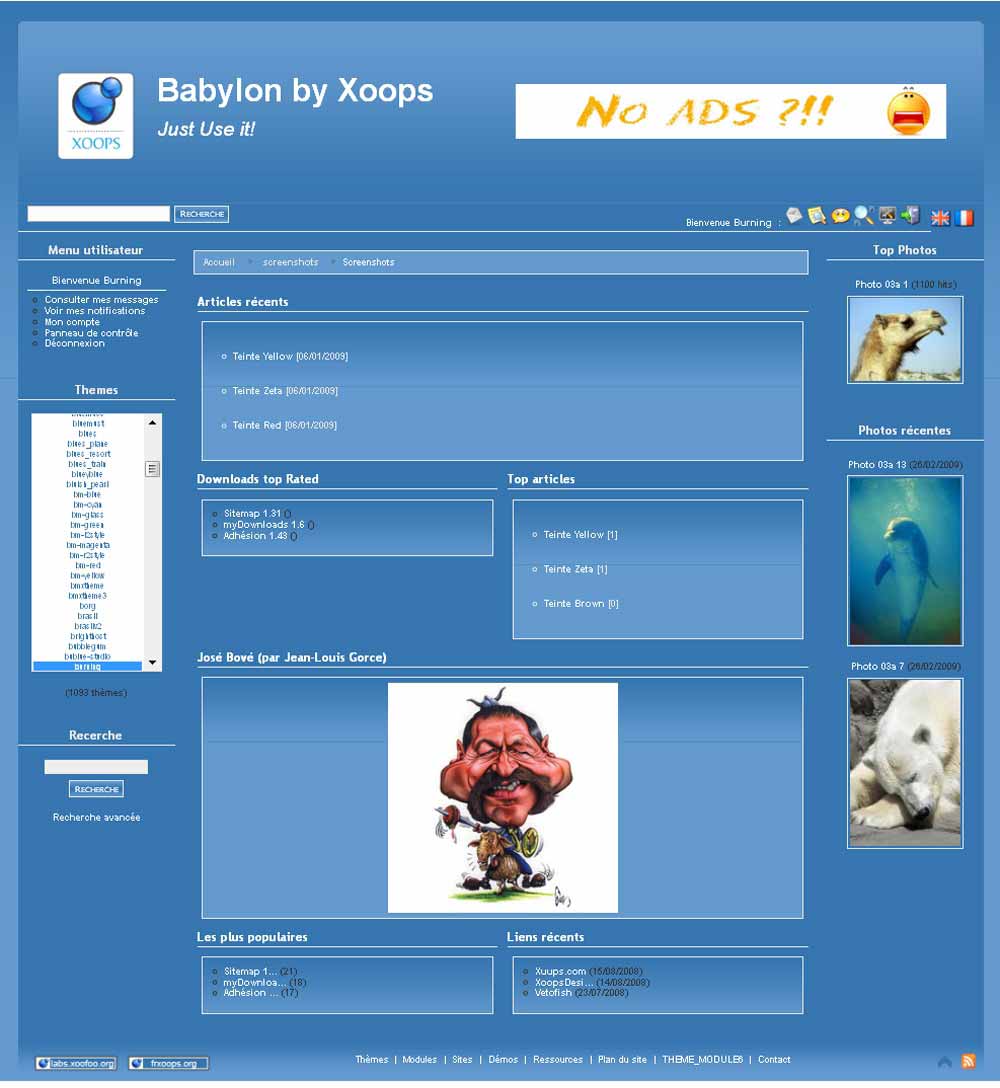 Babylon by Xoops
Just Use it!
XOOPS
No ADS ?!!
RECHERCHE
Bienvenue Burning :
Menu utilisateur
Bienvenue Burning
Consulter mes messages
Voir mes notifications
Mon compte
Panneau de contrôle
Déconnexion
Themes
bluemist
blues
blues_plane
blues_resort
blues_train
blueyblue
bluish_pearl
bm-blue
bm-cyan
bm-glass
bm-green
bm-l2style
bm-magenta
bm-r2style
bm-red
bm-yellow
bmxtheme
bmxtheme3
borg
brasil
brasilv2
brighthost
bubblegum
bublue-studio
burning
(1093 thèmes)
Recerche
RECHERCHE
Recherche avancée
Accueil > screenshots > Screenshots
Articles récents
Teinte Yellow [06/01/2009]
Teinte Zeta [06/01/2009]
Teinte Red [06/01/2009]
Downloads top Rated
Sitemap 1.31 ()
myDownloads 1.6 ()
Adhésion 1.43 ()
Top articles
Teinte Yellow [1]
Teinte Zeta [1]
Teinte Brown [0]
José Bové (par Jean-Louis Gorce)
Les plus populaires
Sitemap 1... (21)
myDownloa... (18)
Adhésion ... (17)
Liens récents
Xuups.com (15/08/2008)
XoopsDesi... (14/08/2008)
Vetofish (23/07/2008)
Top Photos
Photo 03a 1 (1100 hits)
Photos récentes
Photo 03a 13 (26/02/2009)
Photo 03a 7 (26/02/2009)
labs.xoofoo.org
frxoops.org
Thèmes | Modules | Sites | Démos | Ressources | Plan du site | THEME_MODULE6 | Contact